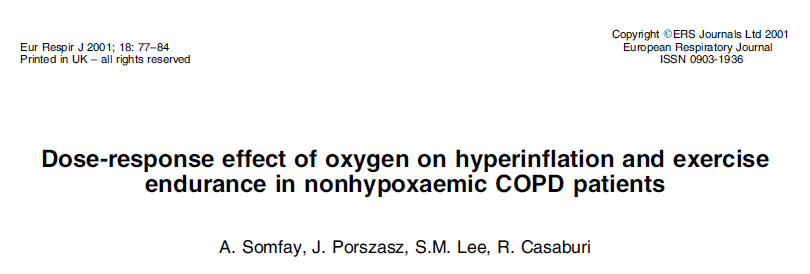 Eur Respir J 2001; 18: 77–84
Printed in UK – all rights reserved
Copyright ©ERS Journals Ltd 2001
European Respiratory Journal
ISSN 0903-1936
Dose-response effect of oxygen on hyperinflation and exercise
endurance in nonhypoxaemic COPD patients
A. Somfay, J. Porszasz, S.M. Lee, R. Casaburi